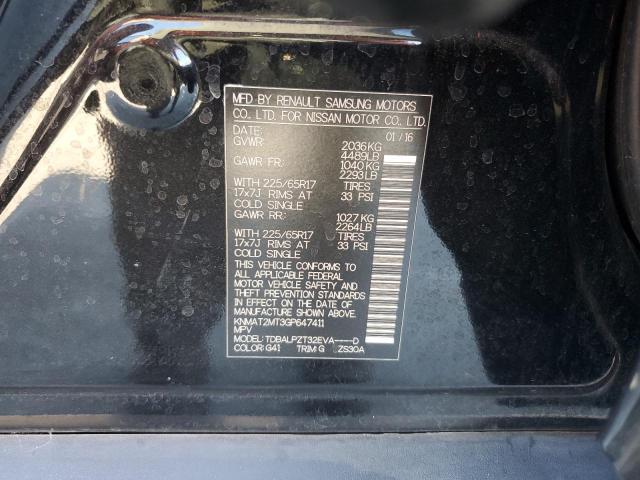 MFD BY RENAULT SAMSUNG MOTORS
CO., LTD. FOR NISSAN MOTOR CO., LTD.
DATE: 01/16
GVWR: 2036KG
4489LB
GAWR FR: 1040KG
2293LB
WITH 225/65R17 TIRES
17x7J RIMS AT 33 PSI
COLD SINGLE
GAWR RR: 1027KG
2264LB
WITH 225/65R17 TIRES
17x7J RIMS AT 33 PSI
COLD SINGLE
THIS VEHICLE CONFORMS TO
ALL APPLICABLE FEDERAL
MOTOR VEHICLE SAFETY AND
THEFT PREVENTION STANDARDS
IN EFFECT ON THE DATE OF
MANUFACTURE SHOWN ABOVE.
KNMAT2MT3GP647411
MPV
MODEL: TDBALPZT32EVA----D
COLOR:G41 TRIM:G ZS30A